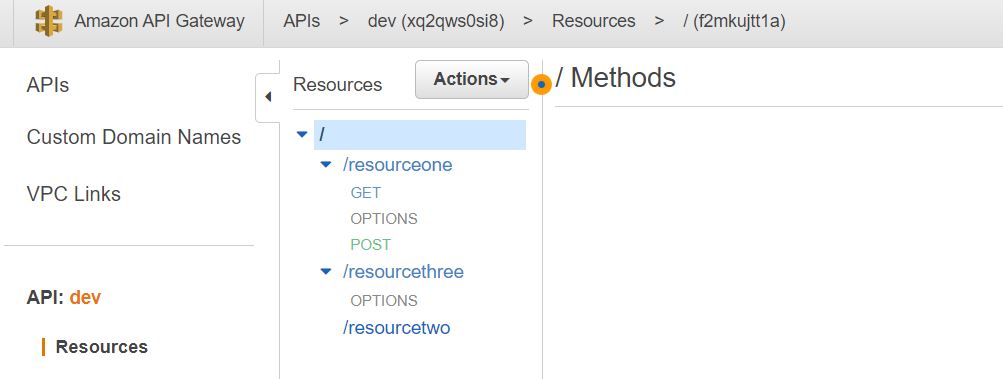 Amazon API Gateway APIs > dev (xq2qws0si8) > Resources > / (f2mkujtt1a)
APIs
Custom Domain Names
VPC Links
API: dev
Resources
Resources Actions
/
/resourceone
GET
OPTIONS
POST
/resourcethree
OPTIONS
/resourcetwo
/ Methods